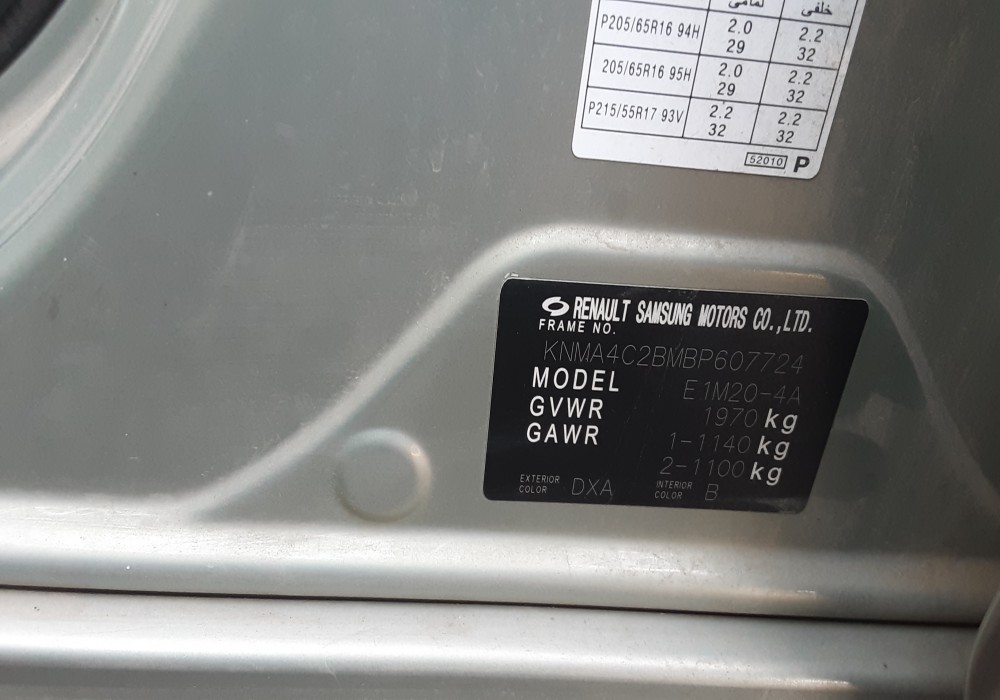 أمامي خلفي
P205/65R16 94H 2.0 2.2
29 32
205/65R16 95H 2.0 2.2
29 32
P215/55R17 93V 2.2 2.2
32 32
52010 P
RENAULT SAMSUNG MOTORS CO.,LTD.
FRAME NO.
KNMA4C2BMBP607724
MODEL E1M20-4A
GVWR 1970 kg
GAWR 1-1140 kg
2-1100 kg
EXTERIOR COLOR DXA INTERIOR COLOR B